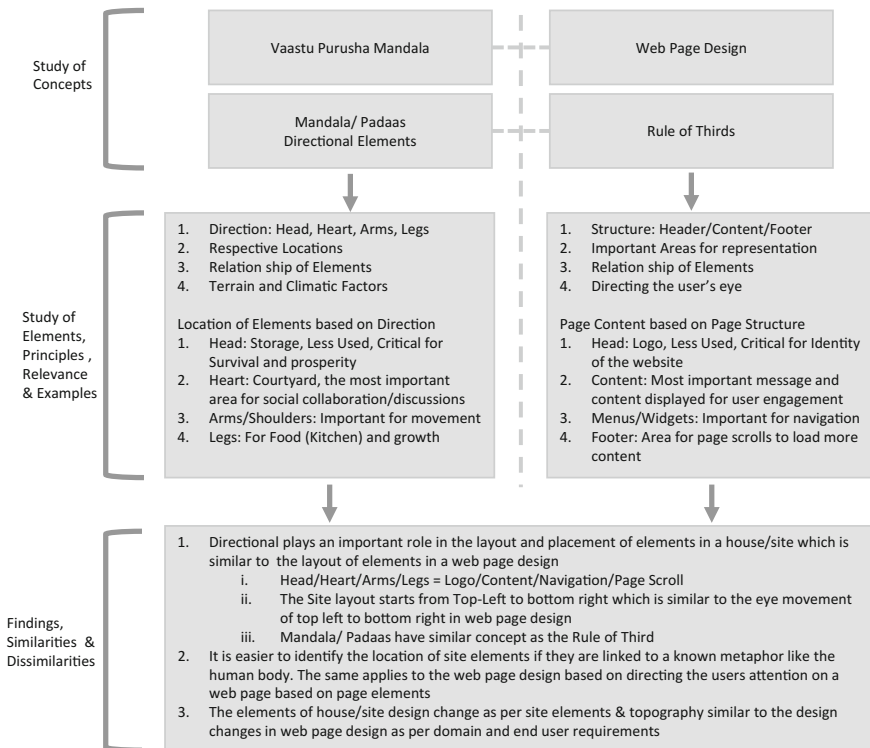 Study of
Concepts
Vaastu Purusha Mandala
Web Page Design
Mandala/ Padaas
Directional Elements
Rule of Thirds
Study of
Elements,
Principles ,
Relevance
& Examples
1. Direction: Head, Heart, Arms, Legs
2. Respective Locations
3. Relation ship of Elements
4. Terrain and Climatic Factors
Location of Elements based on Direction
1. Head: Storage, Less Used, Critical for
Survival and prosperity
2. Heart: Courtyard, the most important
area for social collaboration/discussions
3. Arms/Shoulders: Important for movement
4. Legs: For Food (Kitchen) and growth
1. Structure: Header/Content/Footer
2. Important Areas for representation
3. Relation ship of Elements
4. Directing the user's eye
Page Content based on Page Structure
1. Head: Logo, Less Used, Critical for Identity
of the website
2. Content: Most important message and
content displayed for user engagement
3. Menus/Widgets: Important for navigation
4. Footer: Area for page scrolls to load more
content
Findings,
Similarities &
Dissimilarities
1. Directional plays an important role in the layout and placement of elements in a house/site which is
similar to the layout of elements in a web page design
i. Head/Heart/Arms/Legs = Logo/Content/Navigation/Page Scroll
ii. The Site layout starts from Top-Left to bottom right which is similar to the eye movement
of top left to bottom right in web page design
iii. Mandala/ Padaas have similar concept as the Rule of Third
2. It is easier to identify the location of site elements if they are linked to a known metaphor like the
human body. The same applies to the web page design based on directing the users attention on a
web page based on page elements
3. The elements of house/site design change as per site elements & topography similar to the design
changes in web page design as per domain and end user requirements